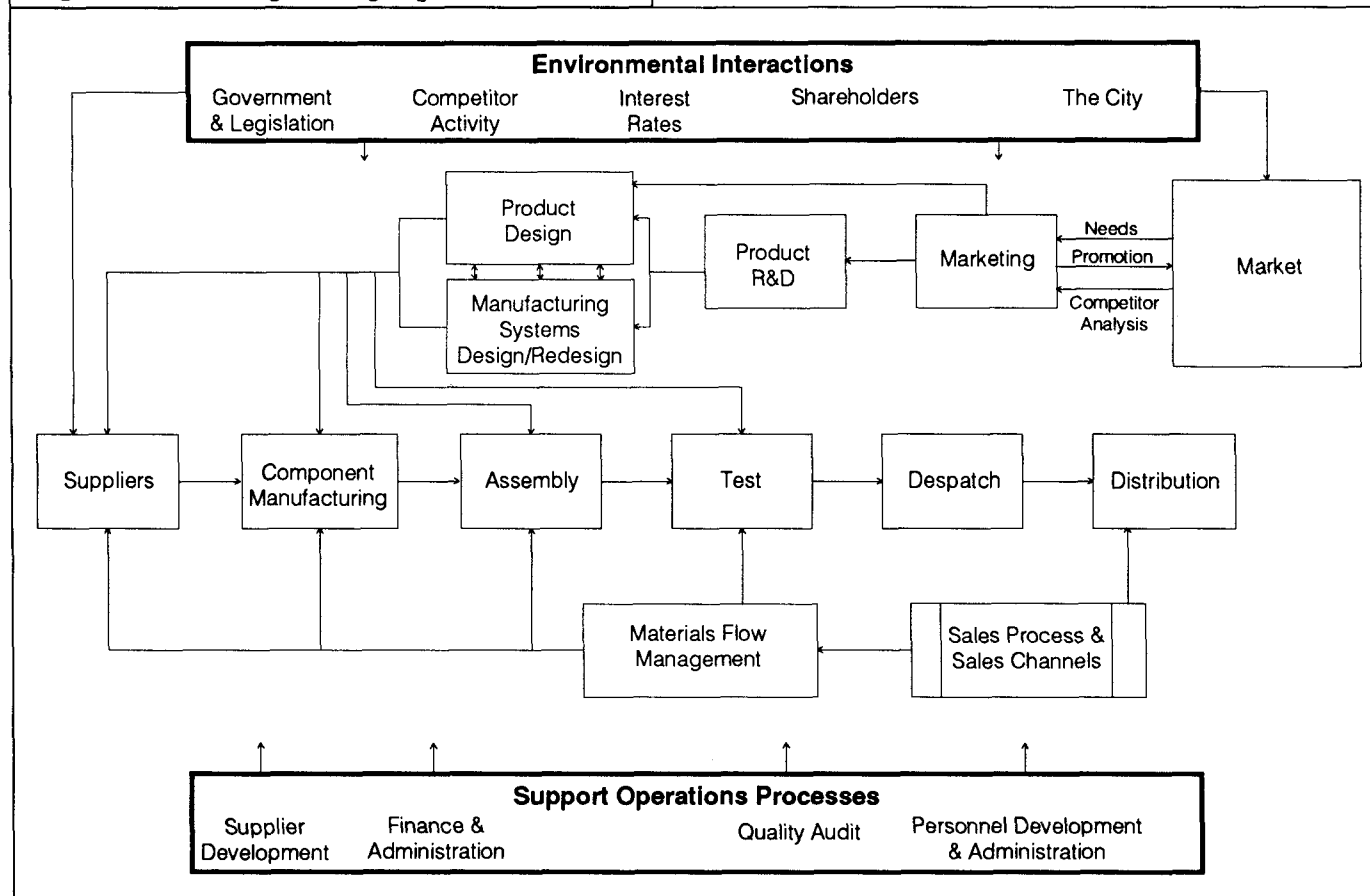 Environmental Interactions
Government
& Legislation
Competitor
Activity
Interest
Rates
Shareholders
The City
Product
Design
Manufacturing
Systems
Design/Redesign
Product
R&D
Marketing
Needs
Promotion
Competitor
Analysis
Market
Suppliers
Component
Manufacturing
Assembly
Test
Despatch
Distribution
Materials Flow
Management
Sales Process &
Sales Channels
Support Operations Processes
Supplier
Development
Finance &
Administration
Quality Audit
Personnel Development
& Administration